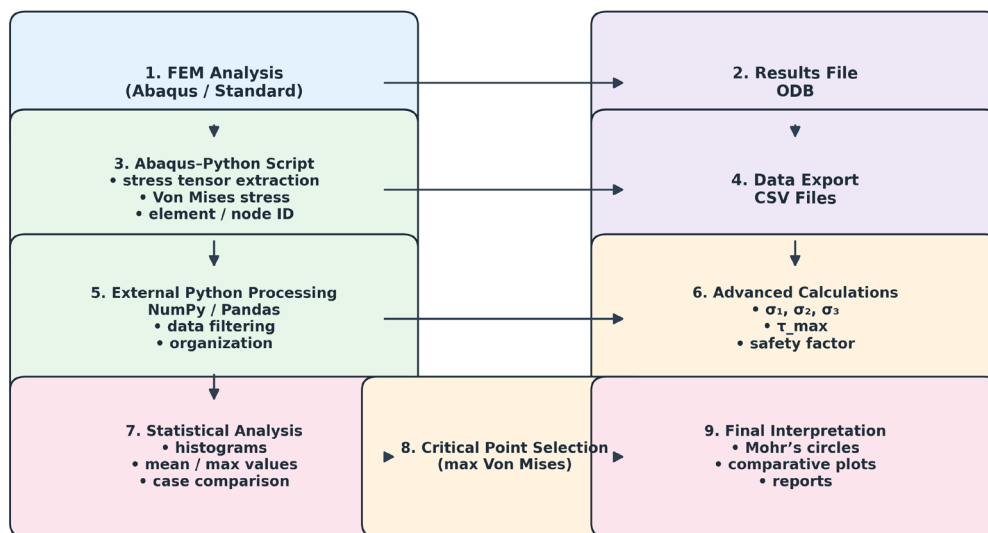 1. FEM Analysis
(Abaqus / Standard)
2. Results File
ODB
3. Abaqus–Python Script
• stress tensor extraction
• Von Mises stress
• element / node ID
4. Data Export
CSV Files
5. External Python Processing
NumPy / Pandas
• data filtering
• organization
6. Advanced Calculations
• σ₁, σ₂, σ₃
• τ_max
• safety factor
7. Statistical Analysis
• histograms
• mean / max values
• case comparison
8. Critical Point Selection
(max Von Mises)
9. Final Interpretation
• Mohr’s circles
• comparative plots
• reports